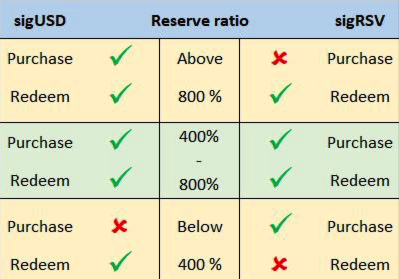 sigUSD Reserve ratio sigRSV
Purchase ✓ Above ✘ Purchase
Redeem ✓ 800 % ✓ Redeem
Purchase ✓ 400% ✓ Purchase
-
Redeem ✓ 800% ✓ Redeem
Purchase ✘ Below ✓ Purchase
Redeem ✓ 400 % ✘ Redeem